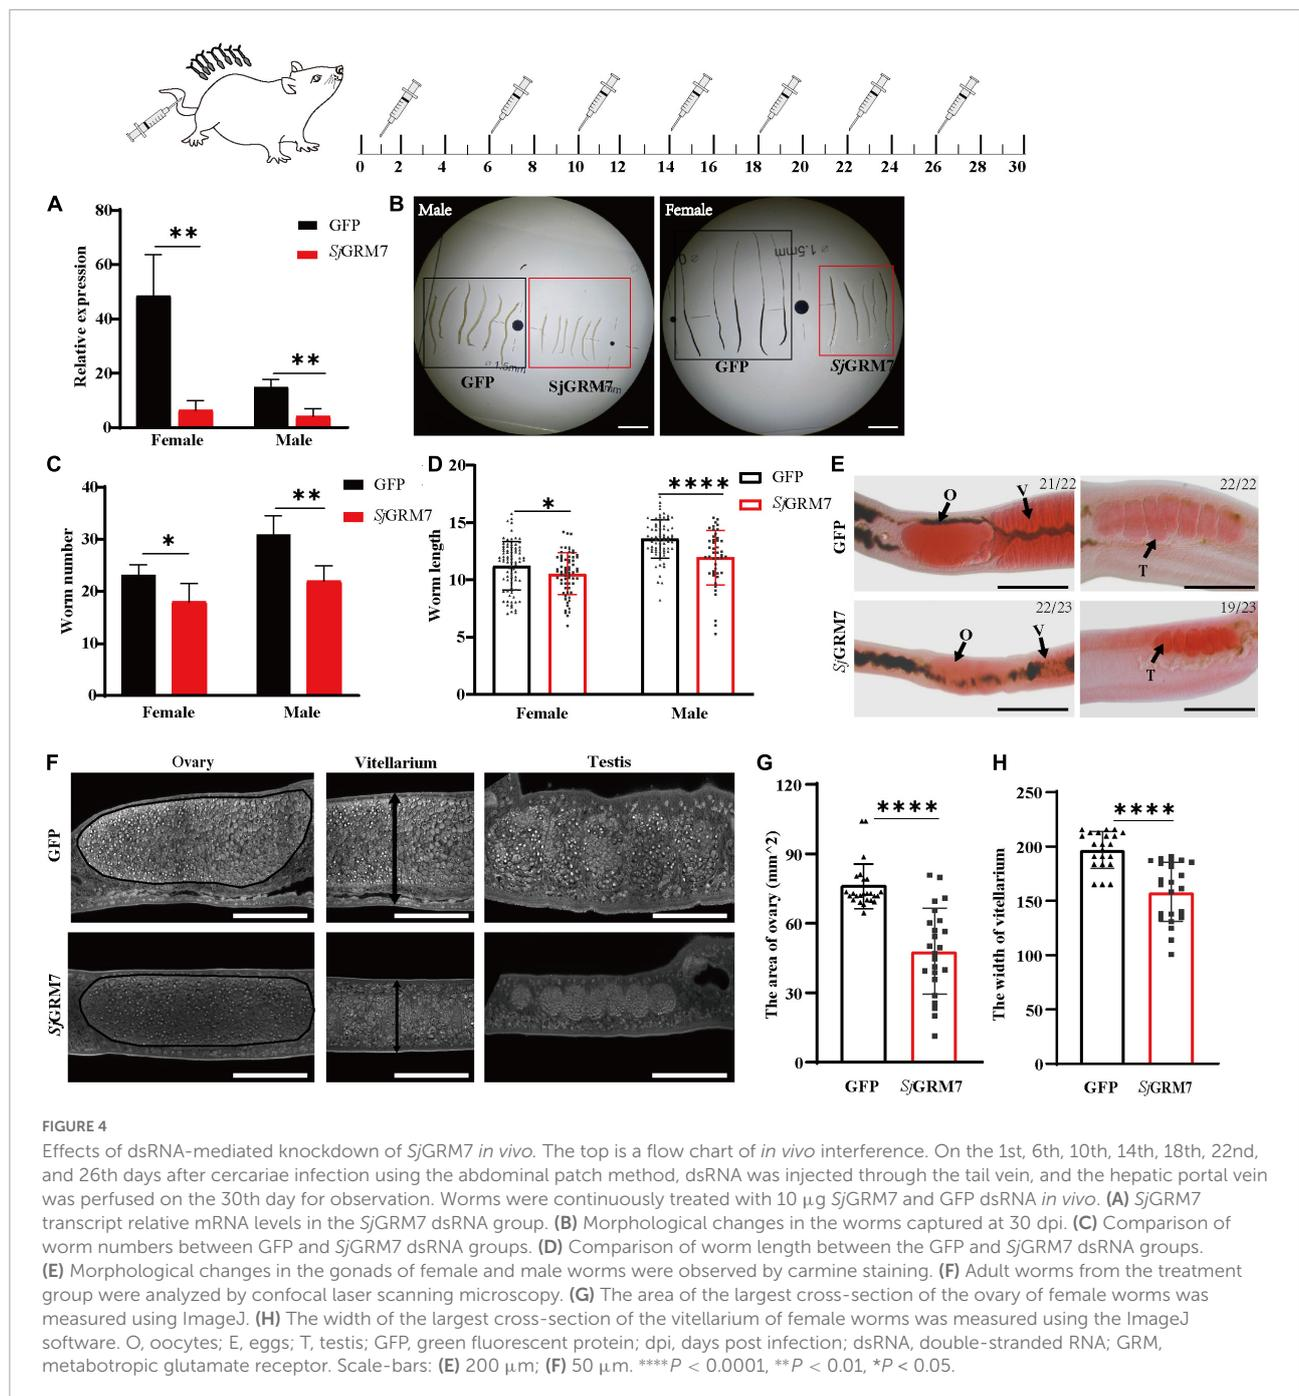 0 2 4 6 8 10 12 14 16 18 20 22 24 26 28 30
A
80
60
40
20
0
Relative expression
**
**
GFP
SjGRM7
Female Male
B
Male
GFP
SjGRM7
1.5mm
mm
Female
1.5mm
0
GFP
SjGRM7
C
40
30
20
10
0
Worm number
*
**
GFP
SjGRM7
Female Male
D
20
15
10
5
0
Worm length
*
****
GFP
SjGRM7
Female Male
E
GFP
O
V
21/22
22/22
T
SjGRM7
O
V
22/23
19/23
T
F
Ovary Vitellarium Testis
GFP
SjGRM7
G
120
90
60
30
0
The area of ovary (mm^2)
****
GFP SjGRM7
H
250
200
150
100
50
0
The width of vitellarium
****
GFP SjGRM7
FIGURE 4
Effects of dsRNA-mediated knockdown of SjGRM7 in vivo. The top is a flow chart of in vivo interference. On the 1st, 6th, 10th, 14th, 18th, 22nd,
and 26th days after cercariae infection using the abdominal patch method, dsRNA was injected through the tail vein, and the hepatic portal vein
was perfused on the 30th day for observation. Worms were continuously treated with 10 μg SjGRM7 and GFP dsRNA in vivo. (A) SjGRM7
transcript relative mRNA levels in the SjGRM7 dsRNA group. (B) Morphological changes in the worms captured at 30 dpi. (C) Comparison of
worm numbers between GFP and SjGRM7 dsRNA groups. (D) Comparison of worm length between the GFP and SjGRM7 dsRNA groups.
(E) Morphological changes in the gonads of female and male worms were observed by carmine staining. (F) Adult worms from the treatment
group were analyzed by confocal laser scanning microscopy. (G) The area of the largest cross-section of the ovary of female worms was
measured using ImageJ. (H) The width of the largest cross-section of the vitellarium of female worms was measured using the ImageJ
software. O, oocytes; E, eggs; T, testis; GFP, green fluorescent protein; dpi, days post infection; dsRNA, double-stranded RNA; GRM,
metabotropic glutamate receptor. Scale-bars: (E) 200 μm; (F) 50 μm. ****P < 0.0001, **P < 0.01, *P < 0.05.